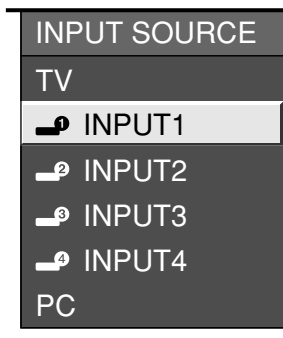 INPUT SOURCE
TV
1 INPUT1
2 INPUT2
3 INPUT3
4 INPUT4
PC